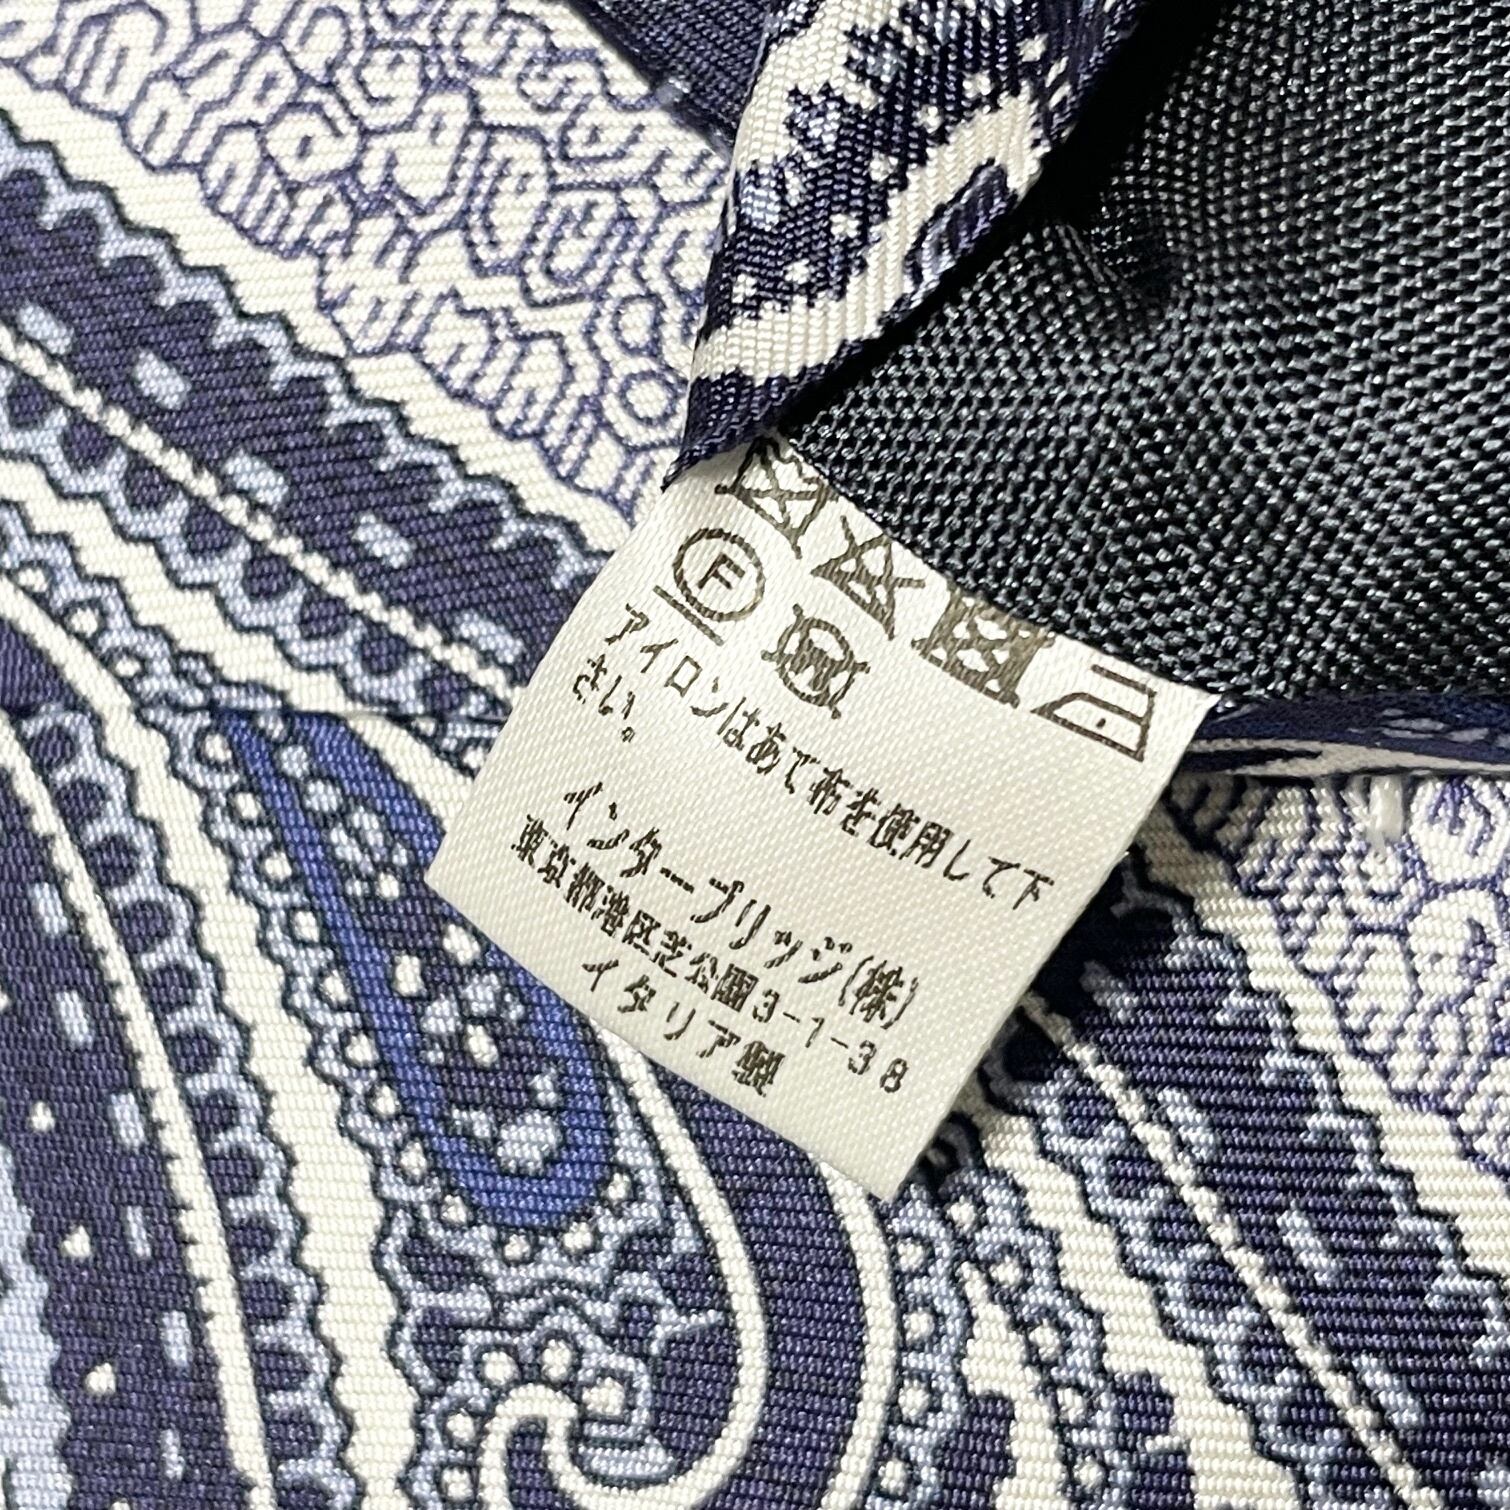 F
アイロンはあて布を使用して下
さい。
インターブリッジ(株)
東京都港区芝公園3-1-38
イタリア製